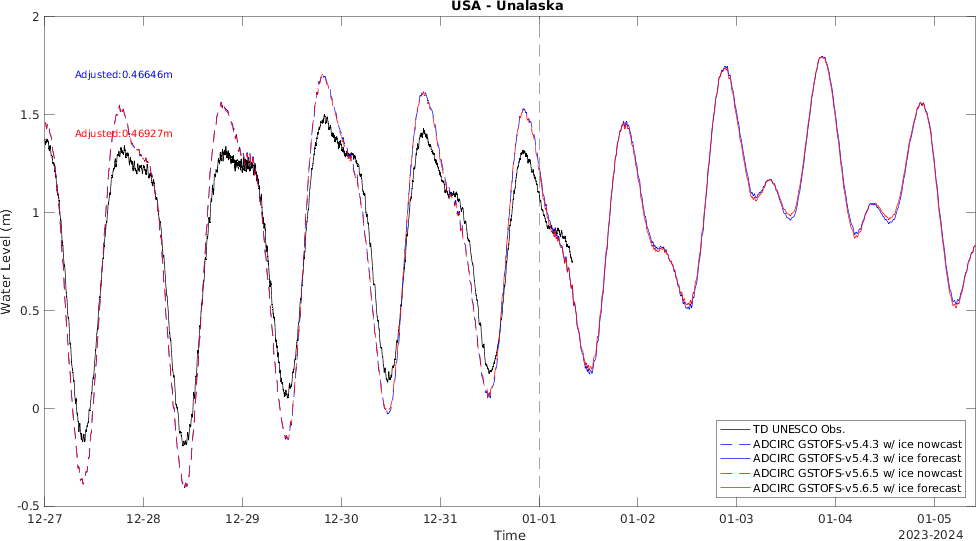 USA - Unalaska
2
1.5
1
0.5
0
-0.5
Water Level (m)
Adjusted:0.46646m
Adjusted:0.46927m
TD UNESCO Obs.
ADCIRC GSTOFS-v5.4.3 w/ ice nowcast
ADCIRC GSTOFS-v5.4.3 w/ ice forecast
ADCIRC GSTOFS-v5.6.5 w/ ice nowcast
ADCIRC GSTOFS-v5.6.5 w/ ice forecast
12-27 12-28 12-29 12-30 12-31 01-01 01-02 01-03 01-04 01-05
Time
2023-2024